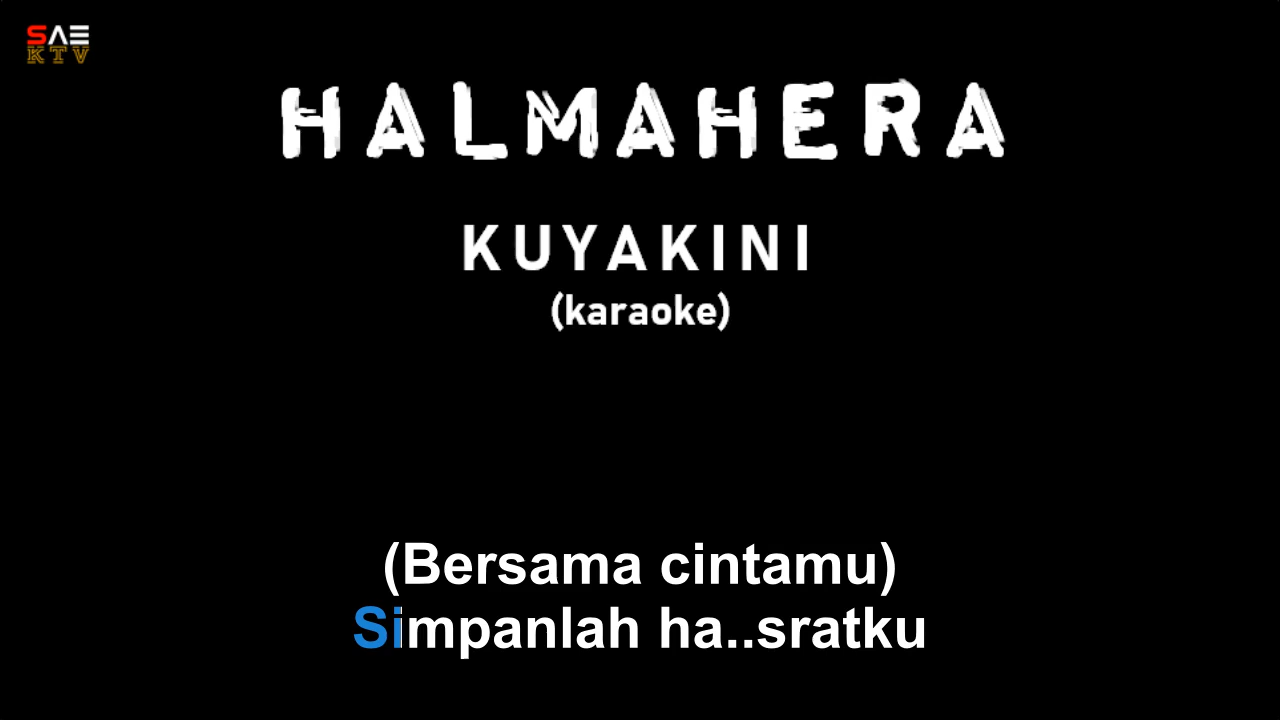 SAE
KTV
HALMAHERA
KUYAKINI
(karaoke)
(Bersama cintamu)
Simpanlah ha..sratku